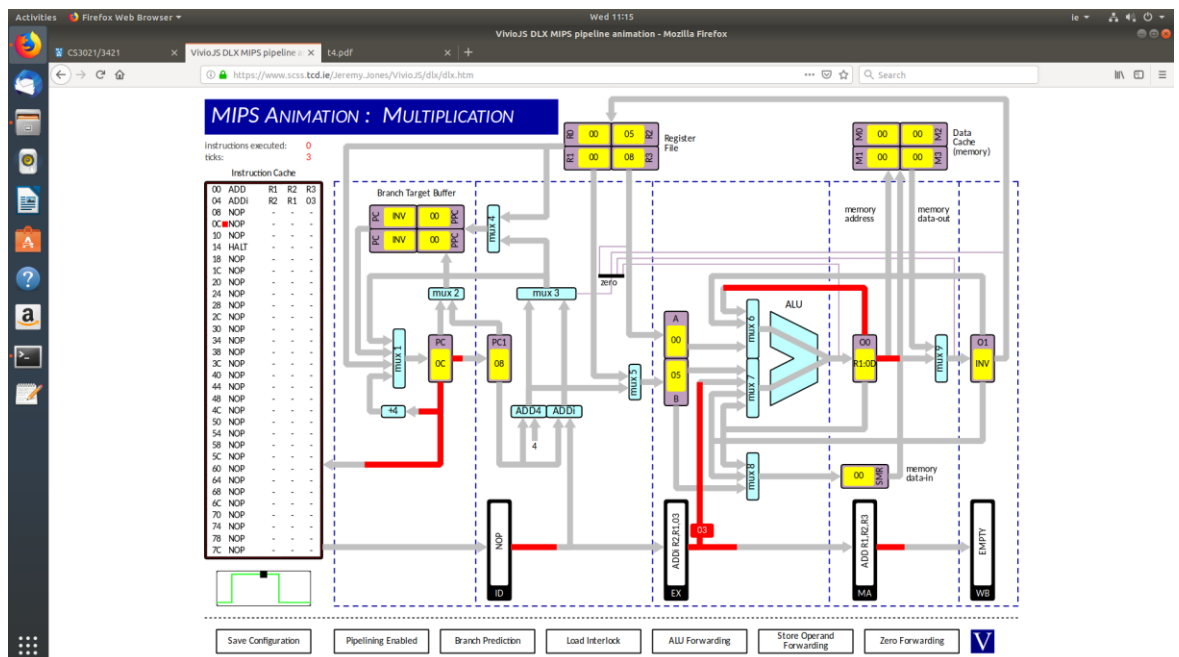 Activities Firefox Web Browser Wed 11:15 ie
VivioJS DLX MIPS pipeline animation - Mozilla Firefox
CS3021/3421 × VivioJS DLX MIPS pipeline a × t4.pdf × +
https://www.scss.tcd.ie/Jeremy.Jones/VivioJS/dlx/dlx.htm Search
MIPS ANIMATION : MULTIPLICATION
instructions executed: 0
ticks: 3
Instruction Cache
00 ADD R1 R2 R3
04 ADDi R2 R1 03
08 NOP - - -
0C NOP - - -
10 NOP - - -
14 HALT - - -
18 NOP - - -
1C NOP - - -
20 NOP - - -
24 NOP - - -
28 NOP - - -
2C NOP - - -
30 NOP - - -
34 NOP - - -
38 NOP - - -
3C NOP - - -
40 NOP - - -
44 NOP - - -
48 NOP - - -
4C NOP - - -
50 NOP - - -
54 NOP - - -
58 NOP - - -
5C NOP - - -
60 NOP - - -
64 NOP - - -
68 NOP - - -
6C NOP - - -
70 NOP - - -
74 NOP - - -
78 NOP - - -
7C NOP - - -
R0 00 05 R2
R1 00 08 R3
Register
File
M0 00 00 M2
M1 00 00 M3
Data
Cache
(memory)
Branch Target Buffer
PC INV 00 PPC
PC INV 00 PPC
mux 4
memory
address
memory
data-out
zero
mux 2
mux 3
mux 1
PC
0C
PC1
08
+4
ADD4 ADDi
4
mux 5
A
00
05
B
mux 6
mux 7
ALU
O0
R1:0D
mux 9
O1
INV
mux 8
00 SMR
memory
data-in
NOP
ID
03
ADDi R2,R1,03
EX
ADD R1,R2,R3
MA
EMPTY
WB
Save Configuration
Pipelining Enabled
Branch Prediction
Load Interlock
ALU Forwarding
Store Operand
Forwarding
Zero Forwarding
V